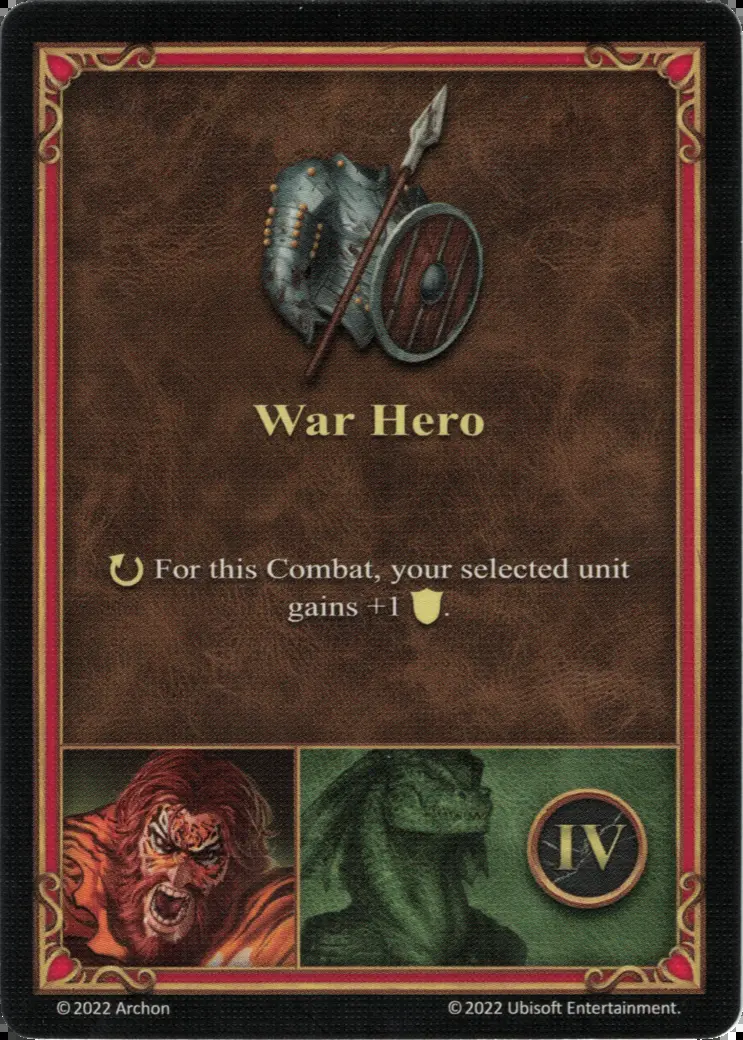 War Hero
For this Combat, your selected unit
gains +1 .
IV
© 2022 Archon
© 2022 Ubisoft Entertainment.